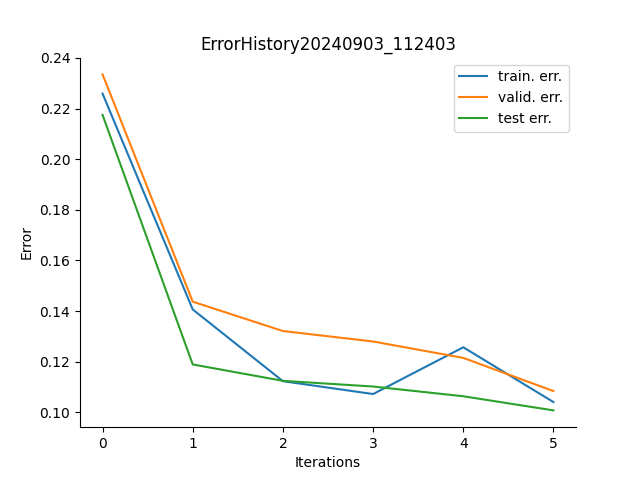 ErrorHistory20240903_112403
train. err.
valid. err.
test err.
0.24
0.22
0.20
0.18
0.16
0.14
0.12
0.10
Error
0 1 2 3 4 5
Iterations